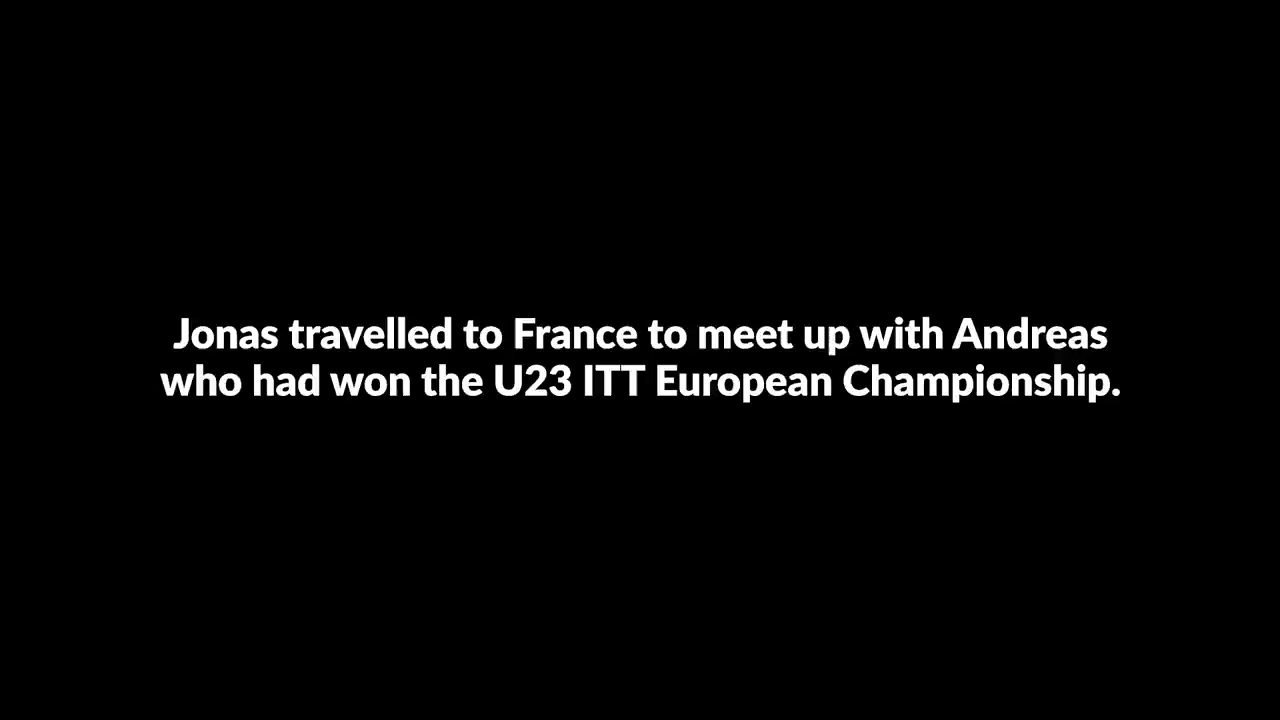 Jonas travelled to France to meet up with Andreas
who had won the U23 ITT European Championship.